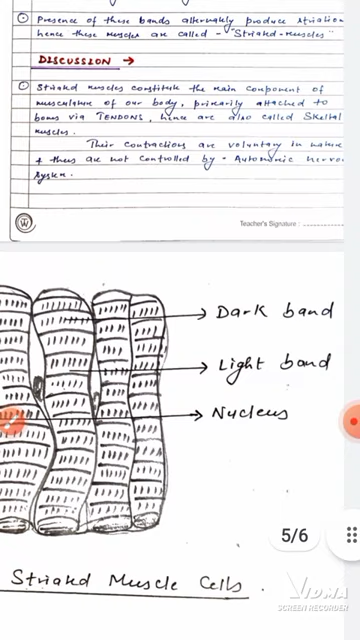 Presence of these bands alternately produce striation
hence these muscles are called - "Striated-muscles"
DISCUSSION →
Striated muscles constitute the main component of
musculature of our body, primarily attached to
bones via TENDONS, hence are also called Skeletal
muscles.
Their contractions are voluntary in nature
& thus are not controlled by - Autonomic nervous
system.
W
Teacher's Signature :
Dark band
Light band
Nucleus
5/6
Striated Muscle Cells.
VIDMA
SCREEN RECORDER